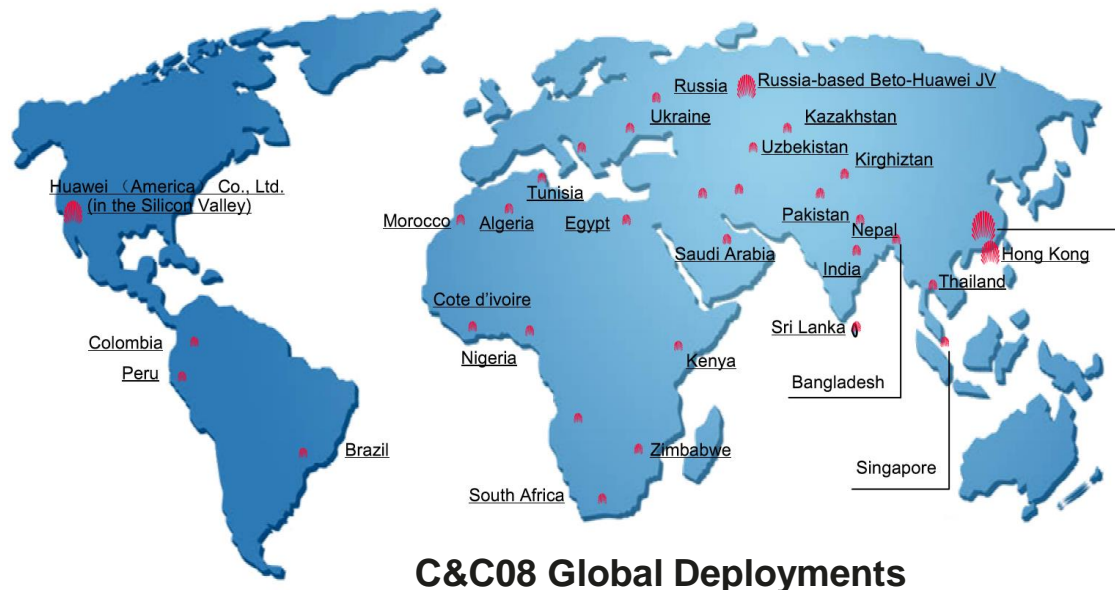 Russia
Russia-based Beto-Huawei JV
Ukraine
Kazakhstan
Uzbekistan
Kirghiztan
Huawei （America） Co., Ltd.
(in the Silicon Valley)
Tunisia
Morocco
Algeria
Egypt
Pakistan
Nepal
Saudi Arabia
Hong Kong
India
Thailand
Cote d'ivoire
Sri Lanka
Colombia
Nigeria
Kenya
Peru
Bangladesh
Brazil
Zimbabwe
Singapore
South Africa
C&C08 Global Deployments